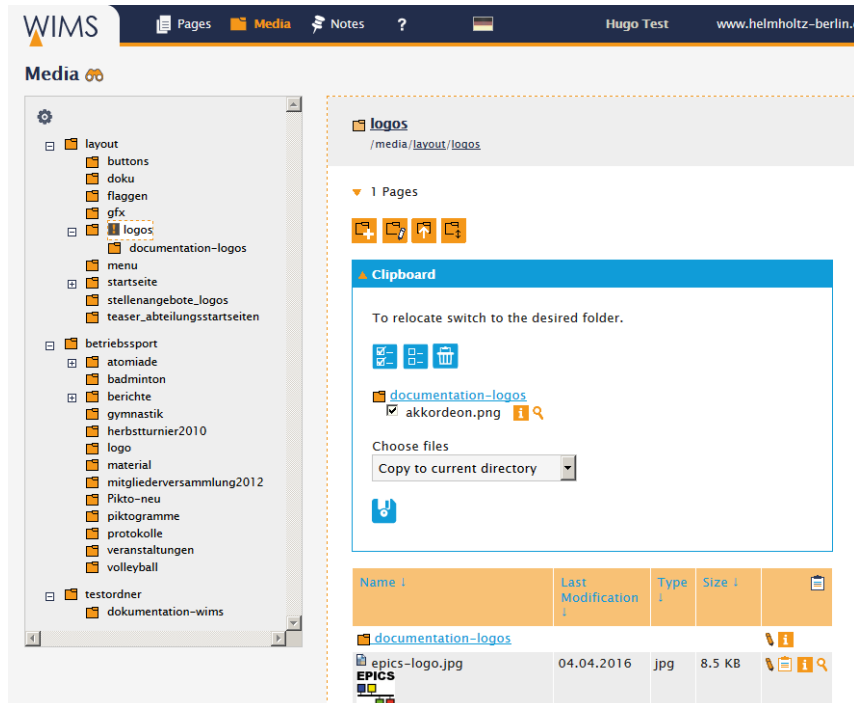 WIMS
Pages
Media
Notes
?
Hugo Test
www.helmholtz-berlin.
Media
layout
buttons
doku
flaggen
gfx
logos
documentation-logos
menu
startseite
stellenangebote_logos
teaser_abteilungsstartseiten
betriebssport
atomiade
badminton
berichte
gymnastik
herbstturnier2010
logo
material
mitgliederversammlung2012
Pikto-neu
piktogramme
protokolle
veranstaltungen
volleyball
testordner
dokumentation-wims
logos
/media/layout/logos
1 Pages
Clipboard
To relocate switch to the desired folder.
documentation-logos
akkordeon.png
Choose files
Copy to current directory
Name ↓ Last Modification ↓ Type ↓ Size ↓
documentation-logos
epics-logo.jpg 04.04.2016 jpg 8.5 KB
EPICS